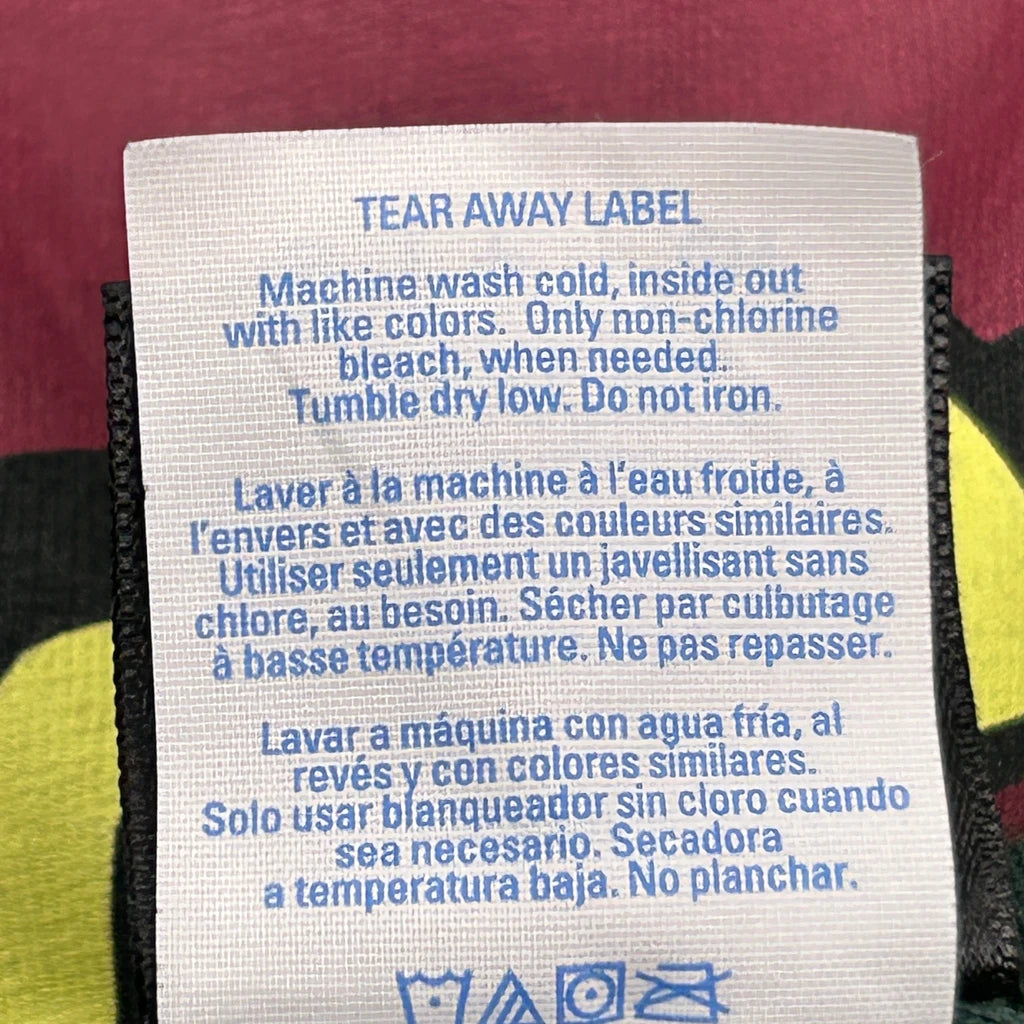 TEAR AWAY LABEL
Machine wash cold, inside out
with like colors. Only non-chlorine
bleach, when needed.
Tumble dry low. Do not iron.
Laver à la machine à l'eau froide, à
l'envers et avec des couleurs similaires.
Utiliser seulement un javellisant sans
chlore, au besoin. Sécher par culbutage
à basse température. Ne pas repasser.
Lavar a máquina con agua fría, al
revés y con colores similares.
Solo usar blanqueador sin cloro cuando
sea necesario. Secadora
a temperatura baja. No planchar.